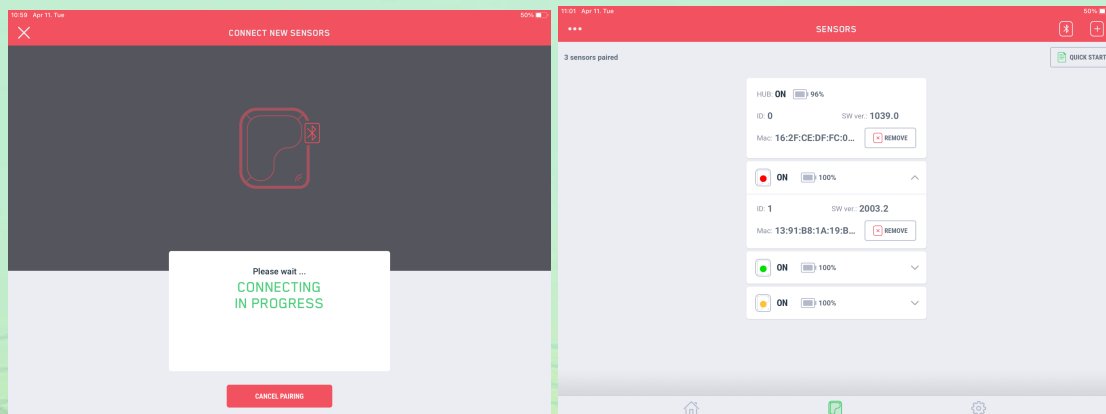 10:59 Apr 11. Tue
50%
CONNECT NEW SENSORS
Please wait ...
CONNECTING
IN PROGRESS
CANCEL PAIRING
11:01 Apr 11. Tue
50%
SENSORS
3 sensors paired
QUICK START
HUB: ON 96%
ID: 0 SW ver.: 1039.0
Mac: 16:2F:CE:DF:FC:0... REMOVE
ON 100%
ID: 1 SW ver.: 2003.2
Mac: 13:91:B8:1A:19:B... REMOVE
ON 100%
ON 100%